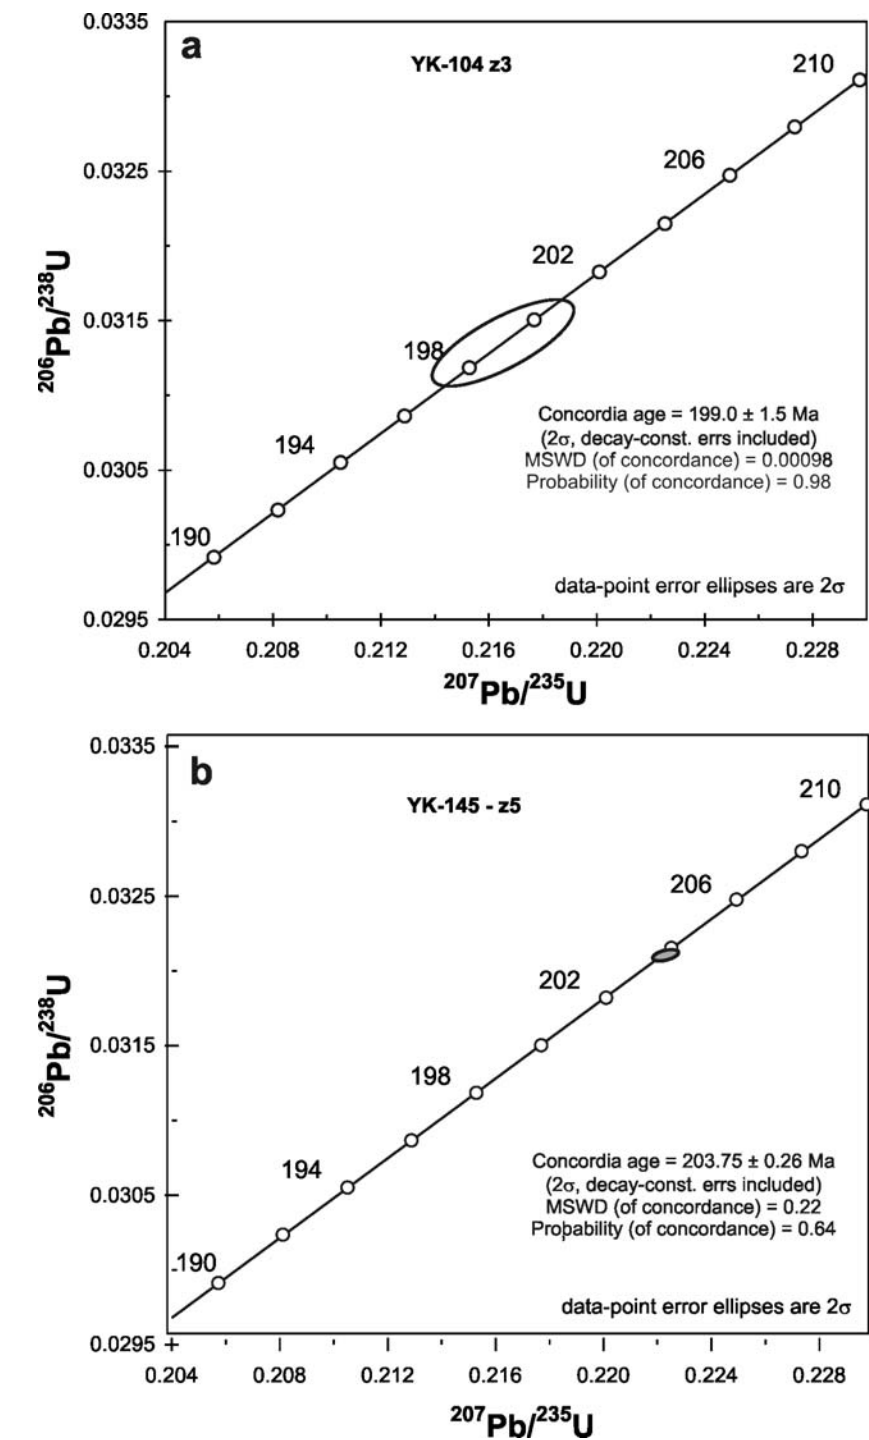 0.0335
a
YK-104 z3
210
0.0325
206
202
0.0315
198
206Pb/238U
Concordia age = 199.0 ± 1.5 Ma
(2σ, decay-const. errs included)
MSWD (of concordance) = 0.00098
Probability (of concordance) = 0.98
194
0.0305
190
data-point error ellipses are 2σ
0.0295
0.204 0.208 0.212 0.216 0.220 0.224 0.228
207Pb/235U
0.0335
b
YK-145 - z5
210
0.0325
206
202
0.0315
198
206Pb/238U
Concordia age = 203.75 ± 0.26 Ma
(2σ, decay-const. errs included)
MSWD (of concordance) = 0.22
Probability (of concordance) = 0.64
194
0.0305
190
data-point error ellipses are 2σ
0.0295
0.204 0.208 0.212 0.216 0.220 0.224 0.228
207Pb/235U